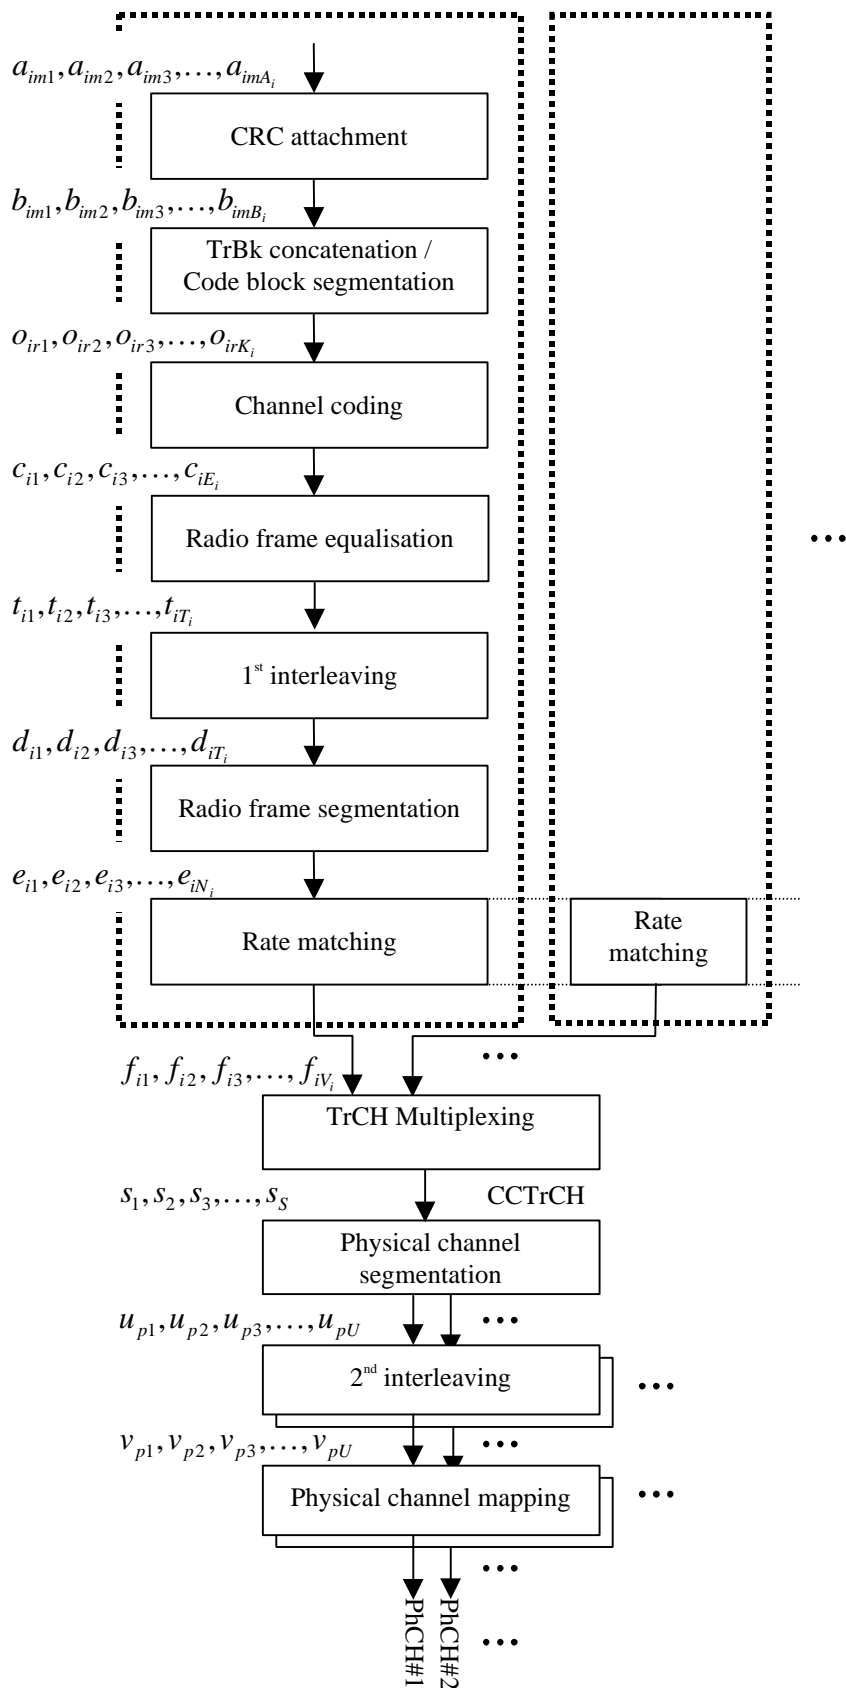 a_{im1}, a_{im2}, a_{im3}, ..., a_{imA_i}
CRC attachment
b_{im1}, b_{im2}, b_{im3}, ..., b_{imB_i}
TrBk concatenation /
Code block segmentation
o_{ir1}, o_{ir2}, o_{ir3}, ..., o_{irK_i}
Channel coding
c_{i1}, c_{i2}, c_{i3}, ..., c_{iE_i}
Radio frame equalisation
...
t_{i1}, t_{i2}, t_{i3}, ..., t_{iT_i}
1st interleaving
d_{i1}, d_{i2}, d_{i3}, ..., d_{iT_i}
Radio frame segmentation
e_{i1}, e_{i2}, e_{i3}, ..., e_{iN_i}
Rate matching
Rate
matching
...
f_{i1}, f_{i2}, f_{i3}, ..., f_{iV_i}
TrCH Multiplexing
s_1, s_2, s_3, ..., s_S
CCTrCH
Physical channel
segmentation
u_{p1}, u_{p2}, u_{p3}, ..., u_{pU}
...
2nd interleaving
...
v_{p1}, v_{p2}, v_{p3}, ..., v_{pU}
...
Physical channel mapping
...
...
PhCH#1
PhCH#2
...